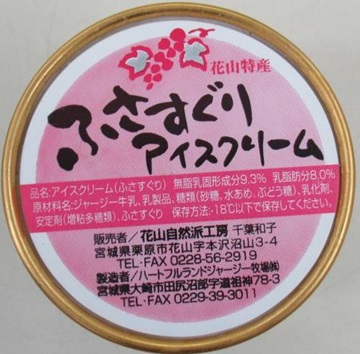 花山特産
ふさすぐり
アイスクリーム
品名:アイスクリーム(ふさすぐり) 無脂乳固形成分9.3% 乳脂肪分8.0%
原材料名:ジャージー牛乳、乳製品、糖類(砂糖、水あめ、ぶどう糖)、乳化剤、
安定剤(増粘多糖類)、ふさすぐり 保存方法-18℃以下で保存してください。
販売者/花山自然派工房 千葉和子
宮城県栗原市花山字本沢沼山3-4
TEL・FAX 0228-56-2919
製造者/ハートフルランドジャージー牧場㈱
宮城県大崎市田尻沼部字道祖神78-3
TEL・FAX 0229-39-3011